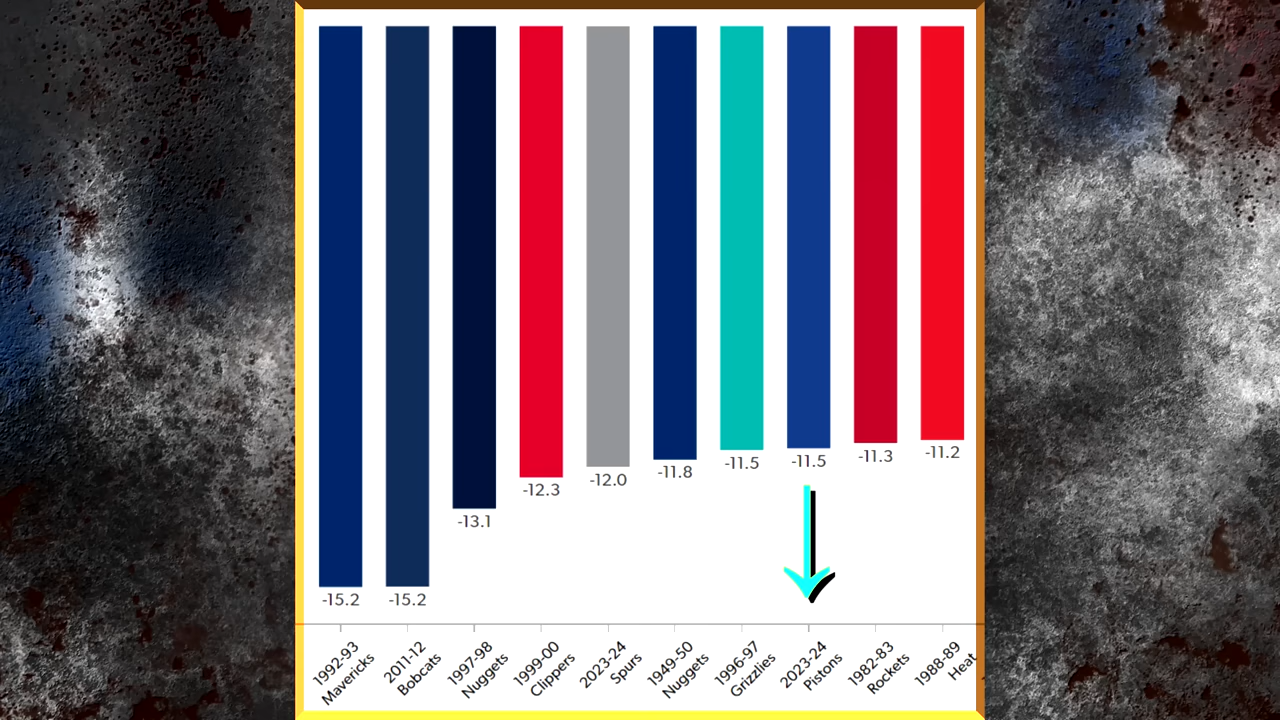 -15.2
-15.2
-13.1
-12.3
-12.0
-11.8
-11.5
-11.5
-11.3
-11.2
1992-93
Mavericks
2011-12
Bobcats
1997-98
Nuggets
1999-00
Clippers
2023-24
Spurs
1949-50
Nuggets
1996-97
Grizzlies
2023-24
Pistons
1982-83
Rockets
1988-89
Heat